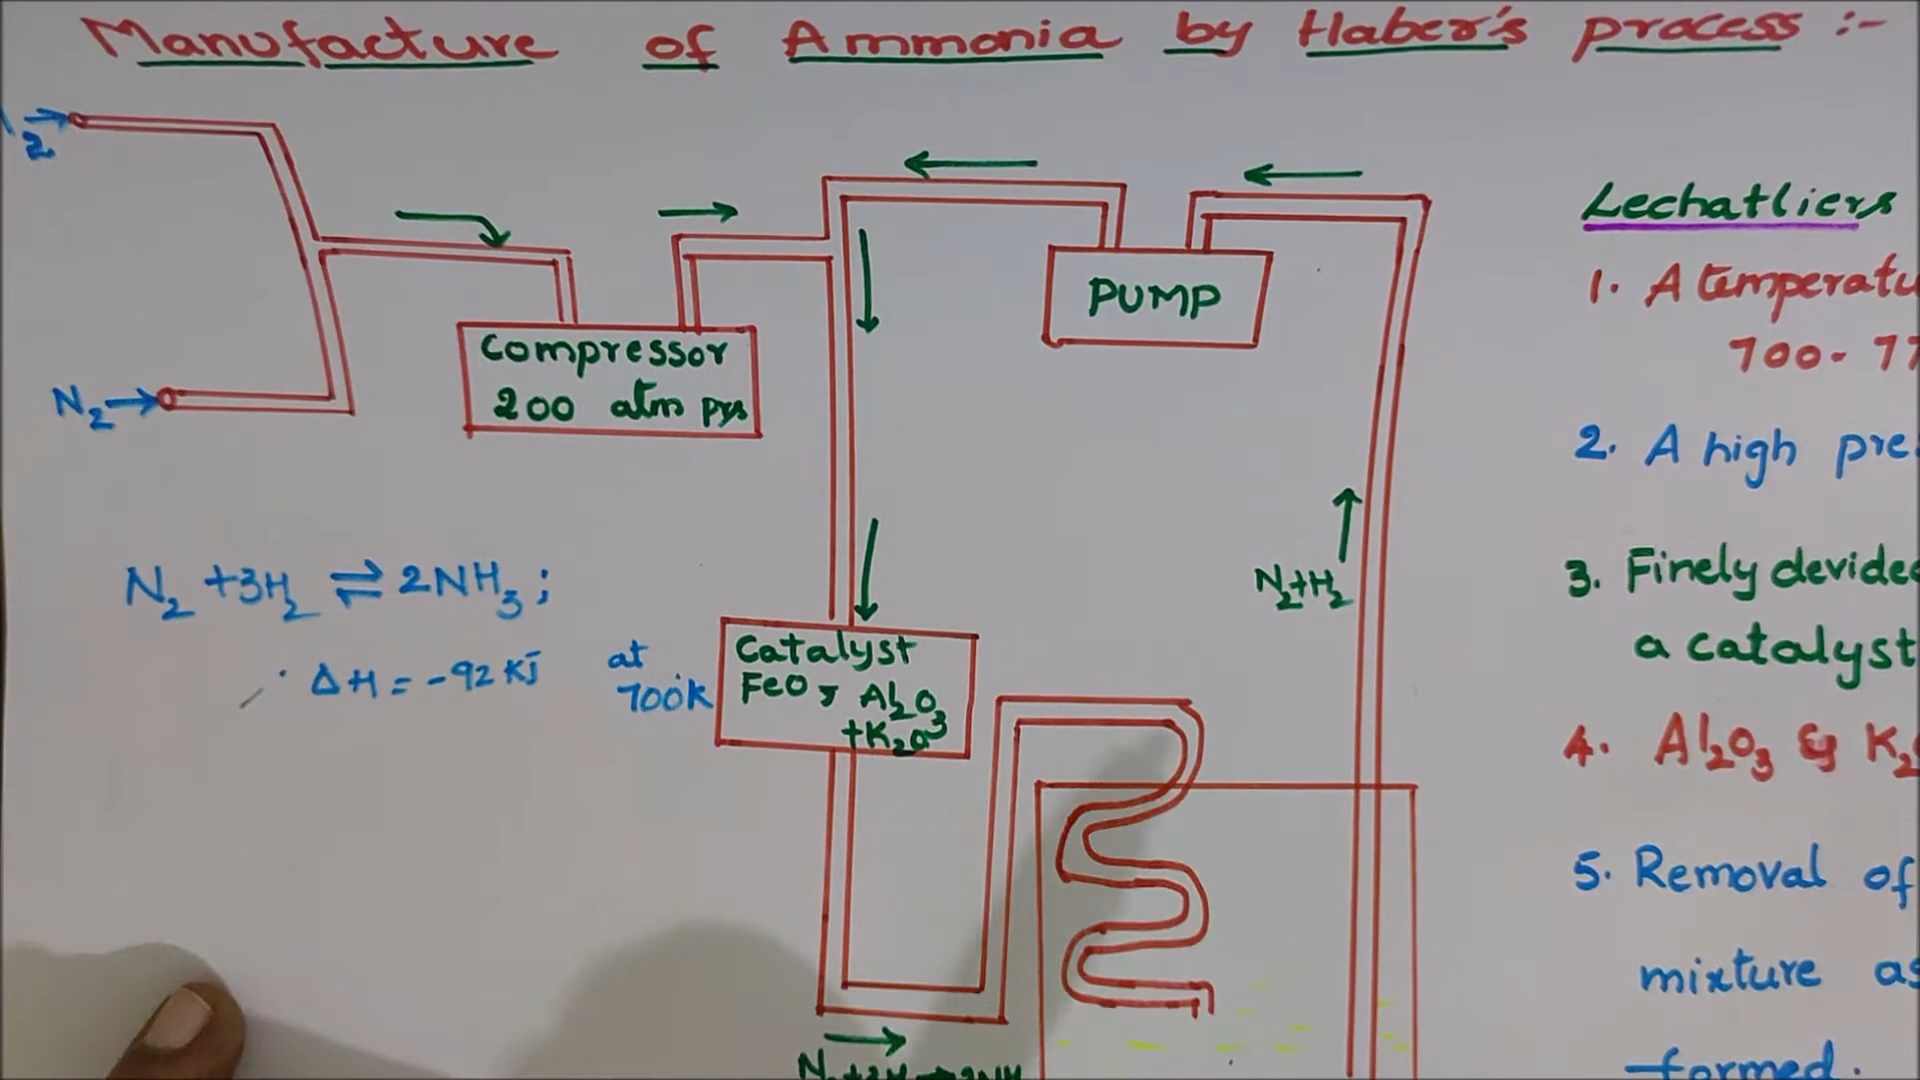 Manufacture of Ammonia by Haber's process :-
N₂ →
Compressor
200 atm prs
PUMP
N₂ + 3H₂ ⇌ 2NH₃ ;
ΔH = -92 KJ
at
700K
Catalyst
FeO, Al₂O₃
+K₂O
N₂+H₂
Lechatliers
1. A temperatu
700- 77
2. A high pre
3. Finely devided
a catalyst
4. Al₂O₃ & K₂
5. Removal of
mixture as
formed.